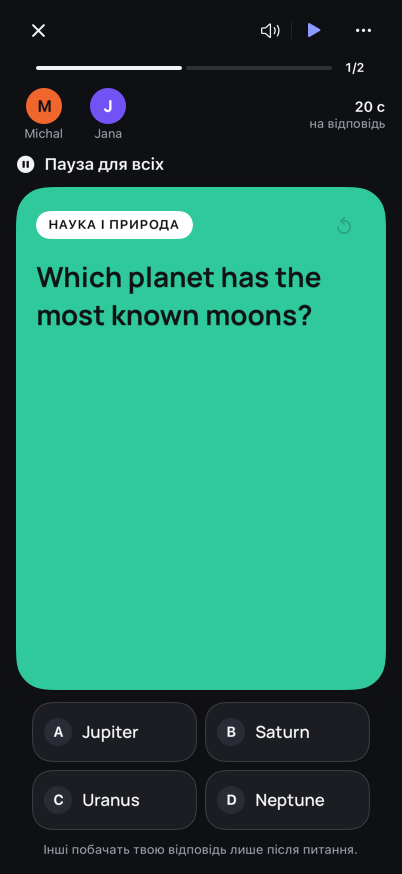 1/2
M
J
Michal
Jana
20 с
на відповідь
Пауза для всіх
НАУКА І ПРИРОДА
Which planet has the
most known moons?
A Jupiter
B Saturn
C Uranus
D Neptune
Інші побачать твою відповідь лише після питання.